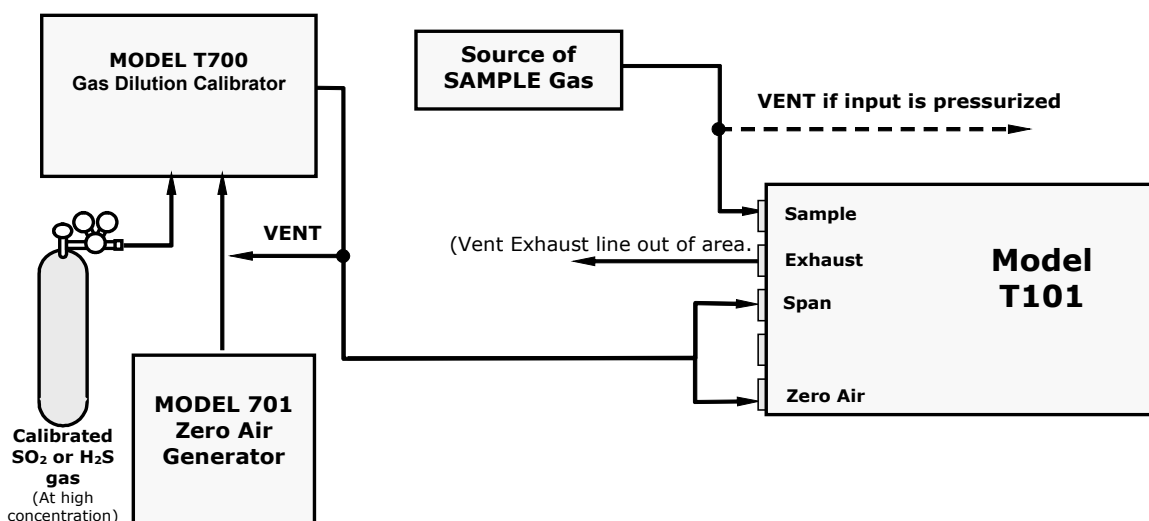 MODEL T700
Gas Dilution Calibrator
Source of
SAMPLE Gas
VENT if input is pressurized
Sample
VENT
(Vent Exhaust line out of area.
Exhaust
Model
T101
Span
Zero Air
MODEL 701
Zero Air
Generator
Calibrated
SO₂ or H₂S
gas
(At high
concentration)